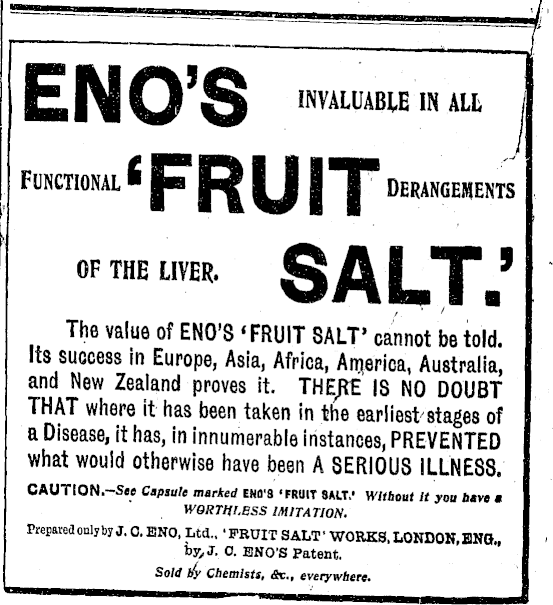 ENO'S INVALUABLE IN ALL
FUNCTIONAL 'FRUIT DERANGEMENTS
OF THE LIVER. SALT.'
The value of ENO'S 'FRUIT SALT' cannot be told.
Its success in Europe, Asia, Africa, America, Australia,
and New Zealand proves it. THERE IS NO DOUBT
THAT where it has been taken in the earliest stages of
a Disease, it has, in innumerable instances, PREVENTED
what would otherwise have been A SERIOUS ILLNESS.
CAUTION.—See Capsule marked ENO'S 'FRUIT SALT.' Without it you have a
WORTHLESS IMITATION.
Prepared only by J. C. ENO, Ltd., 'FRUIT SALT' WORKS, LONDON, ENG.,
by J. C. ENO'S Patent.
Sold by Chemists, &c., everywhere.